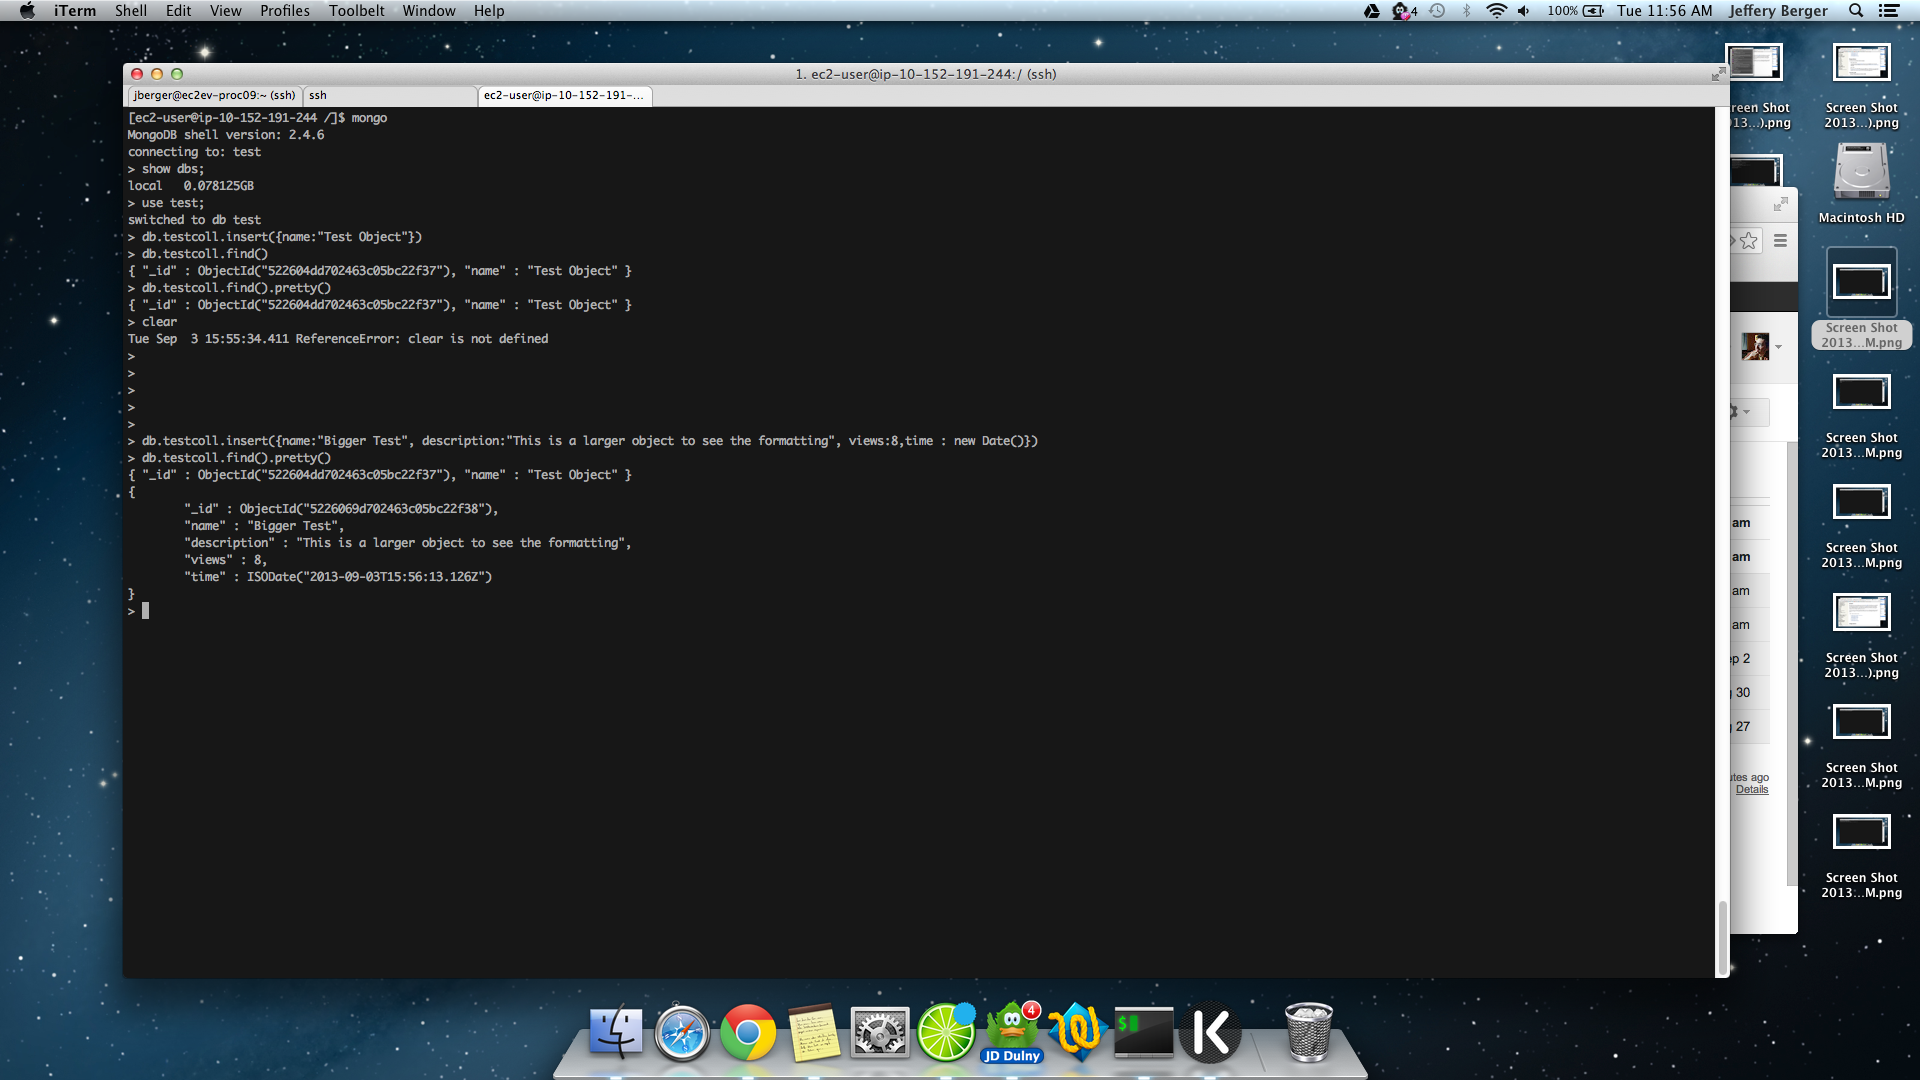 iTerm Shell Edit View Profiles Toolbelt Window Help 4 100% Tue 11:56 AM Jeffery Berger
1. ec2-user@ip-10-152-191-244:/ (ssh)
jberger@ec2ev-proc09:~ (ssh) ssh ec2-user@ip-10-152-191-...
[ec2-user@ip-10-152-191-244 /]$ mongo
MongoDB shell version: 2.4.6
connecting to: test
> show dbs;
local 0.078125GB
> use test;
switched to db test
> db.testcoll.insert({name:"Test Object"})
> db.testcoll.find()
{ "_id" : ObjectId("522604dd702463c05bc22f37"), "name" : "Test Object" }
> db.testcoll.find().pretty()
{ "_id" : ObjectId("522604dd702463c05bc22f37"), "name" : "Test Object" }
> clear
Tue Sep 3 15:55:34.411 ReferenceError: clear is not defined
>
>
>
>
>
> db.testcoll.insert({name:"Bigger Test", description:"This is a larger object to see the formatting", views:8,time : new Date()})
> db.testcoll.find().pretty()
{ "_id" : ObjectId("522604dd702463c05bc22f37"), "name" : "Test Object" }
{
"_id" : ObjectId("5226069d702463c05bc22f38"),
"name" : "Bigger Test",
"description" : "This is a larger object to see the formatting",
"views" : 8,
"time" : ISODate("2013-09-03T15:56:13.126Z")
}
>
reen Shot
13...).png
Screen Shot
2013...).png
Macintosh HD
Screen Shot
2013...M.png
Screen Shot
2013...M.png
Screen Shot
2013...M.png
Screen Shot
2013...).png
Screen Shot
2013...M.png
Screen Shot
2013...M.png
am
am
am
am
ep 2
30
27
utes ago
Details
$
4
JD Dulny
K